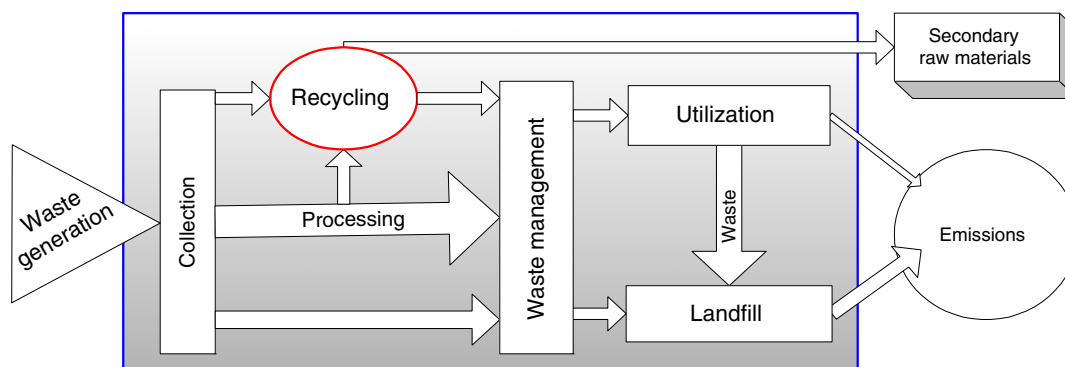 Secondary
raw materials
Recycling
Utilization
Waste
generation
Collection
Processing
Waste management
Waste
Emissions
Landfill